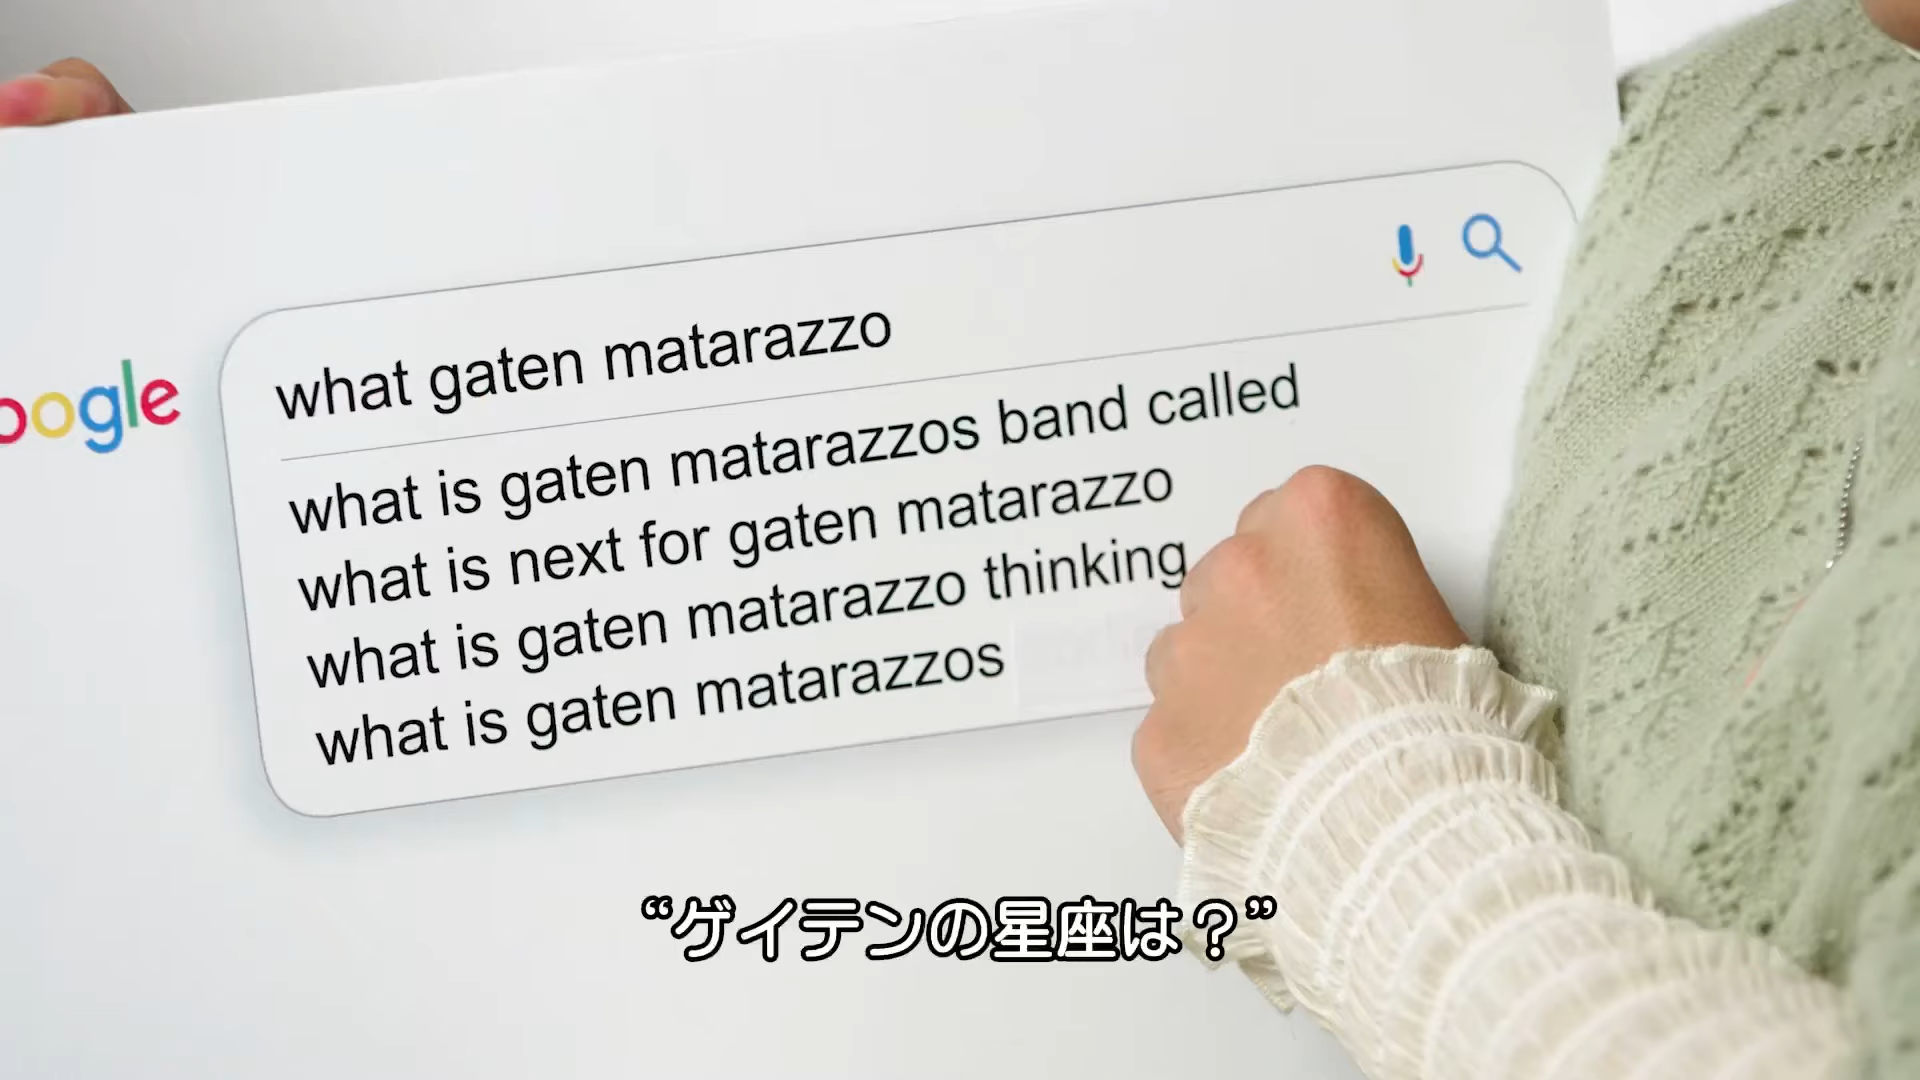 oogle
what gaten matarazzo
what is gaten matarazzos band called
what is next for gaten matarazzo
what is gaten matarazzo thinking
what is gaten matarazzos
“ゲイテンの星座は？”